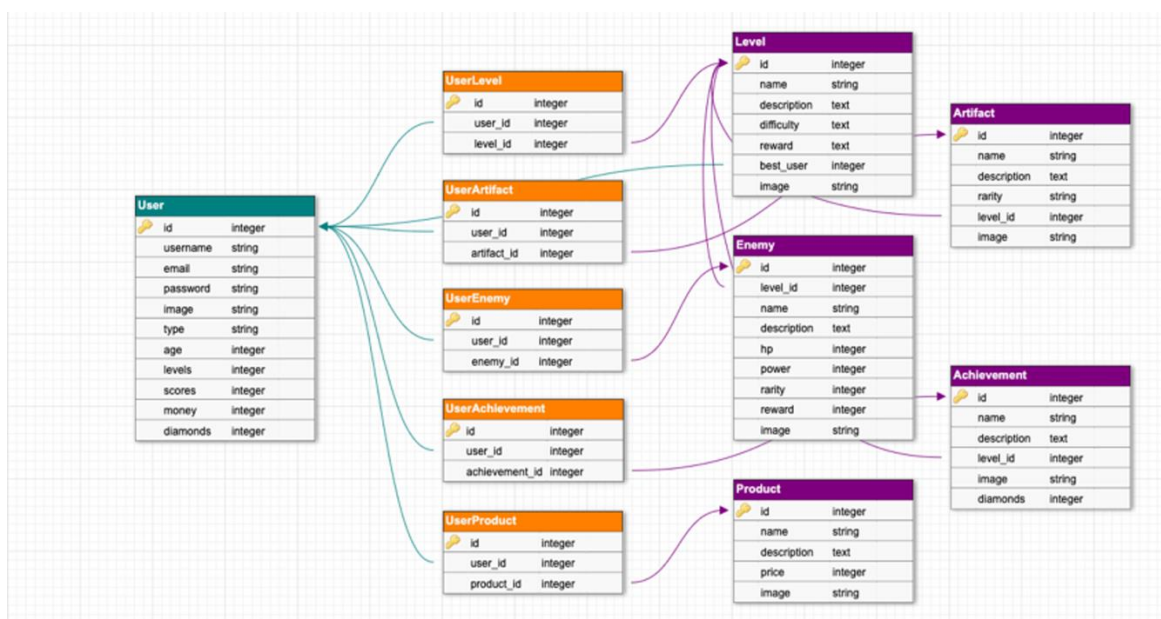 User
id integer
username string
email string
password string
image string
type string
age integer
levels integer
scores integer
money integer
diamonds integer
UserLevel
id integer
user_id integer
level_id integer
UserArtifact
id integer
user_id integer
artifact_id integer
UserEnemy
id integer
user_id integer
enemy_id integer
UserAchievement
id integer
user_id integer
achievement_id integer
UserProduct
id integer
user_id integer
product_id integer
Level
id integer
name string
description text
difficulty text
reward text
best_user integer
image string
Enemy
id integer
level_id integer
name string
description text
hp integer
power integer
rarity integer
reward integer
image string
Product
id integer
name string
description text
price integer
image string
Artifact
id integer
name string
description text
rarity string
level_id integer
image string
Achievement
id integer
name string
description text
level_id integer
image string
diamonds integer